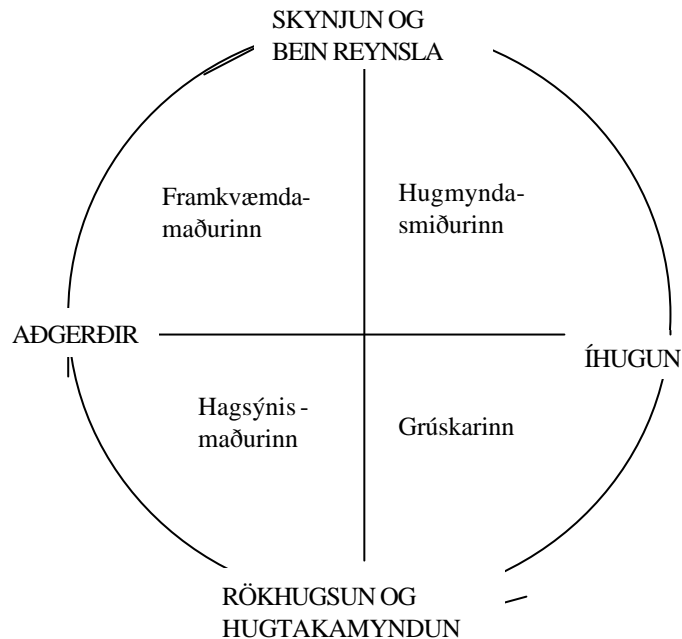 SKYNJUN OG
BEIN REYNSLA
Framkvæmda-
maðurinn
Hugmynda-
smiðurinn
AÐGERÐIR
ÍHUGUN
Hagsýnis-
maðurinn
Grúskarinn
RÖKHUGSUN OG
HUGTAKAMYNDUN